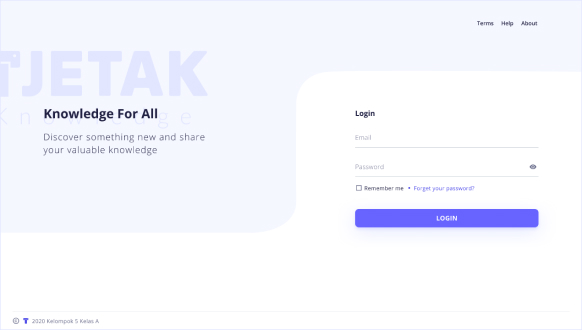 Terms Help About
TJETAK
Knowledge For All
Discover something new and share
your valuable knowledge
Login
Email
Password
Remember me • Forget your password?
LOGIN
© 2020 Kelompok 5 Kelas A